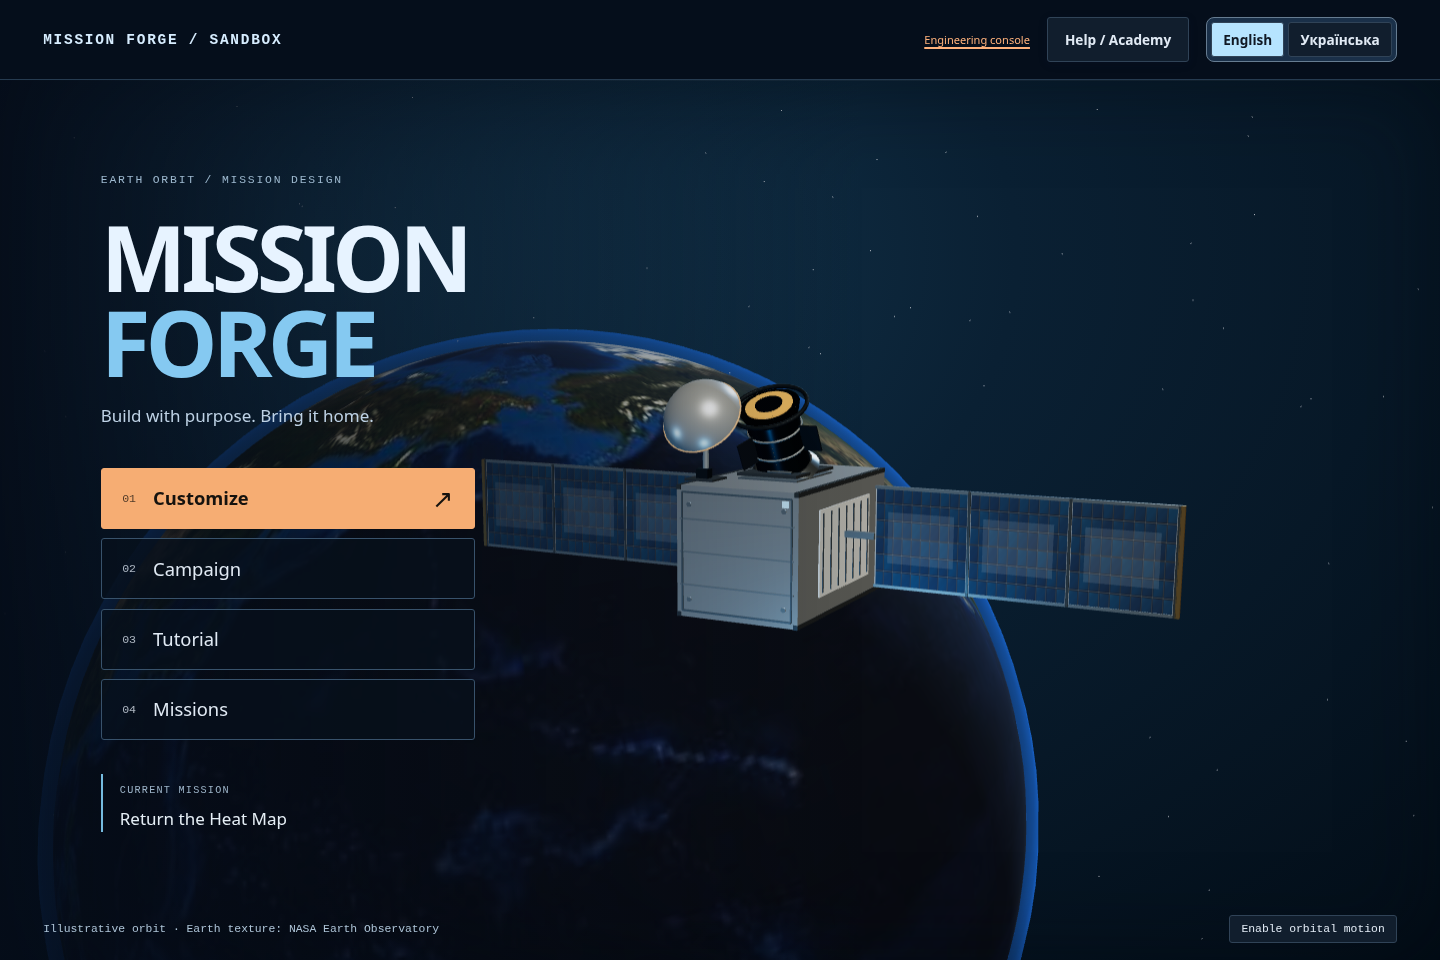 MISSION FORGE / SANDBOX
Engineering console
Help / Academy
English
Українська
EARTH ORBIT / MISSION DESIGN
MISSION
FORGE
Build with purpose. Bring it home.
01 Customize ↗
02 Campaign
03 Tutorial
04 Missions
CURRENT MISSION
Return the Heat Map
Illustrative orbit · Earth texture: NASA Earth Observatory
Enable orbital motion